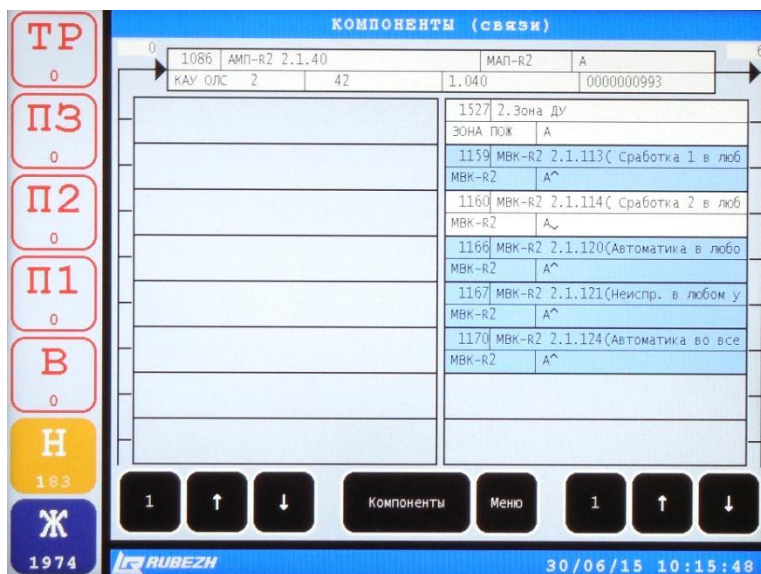 КОМПОНЕНТЫ (связи)
ТР
0
ПЗ
0
П2
0
П1
0
В
0
Н
183
Ж
1974
0
6
1086 АМП-R2 2.1.40 МАП-R2 А
КАУ ОЛС 2 42 1.040 0000000993
1527 2.Зона ДУ
ЗОНА ПОЖ А
1159 МВК-R2 2.1.113( Сработка 1 в люб
МВК-R2 А^
1160 МВК-R2 2.1.114( Сработка 2 в люб
МВК-R2 А⌄
1166 МВК-R2 2.1.120(Автоматика в любо
МВК-R2 А^
1167 МВК-R2 2.1.121(Неиспр. в любом у
МВК-R2 А^
1170 МВК-R2 2.1.124(Автоматика во все
МВК-R2 А^
1 ↑ ↓ Компоненты Меню 1 ↑ ↓
RUBEZH 30/06/15 10:15:48